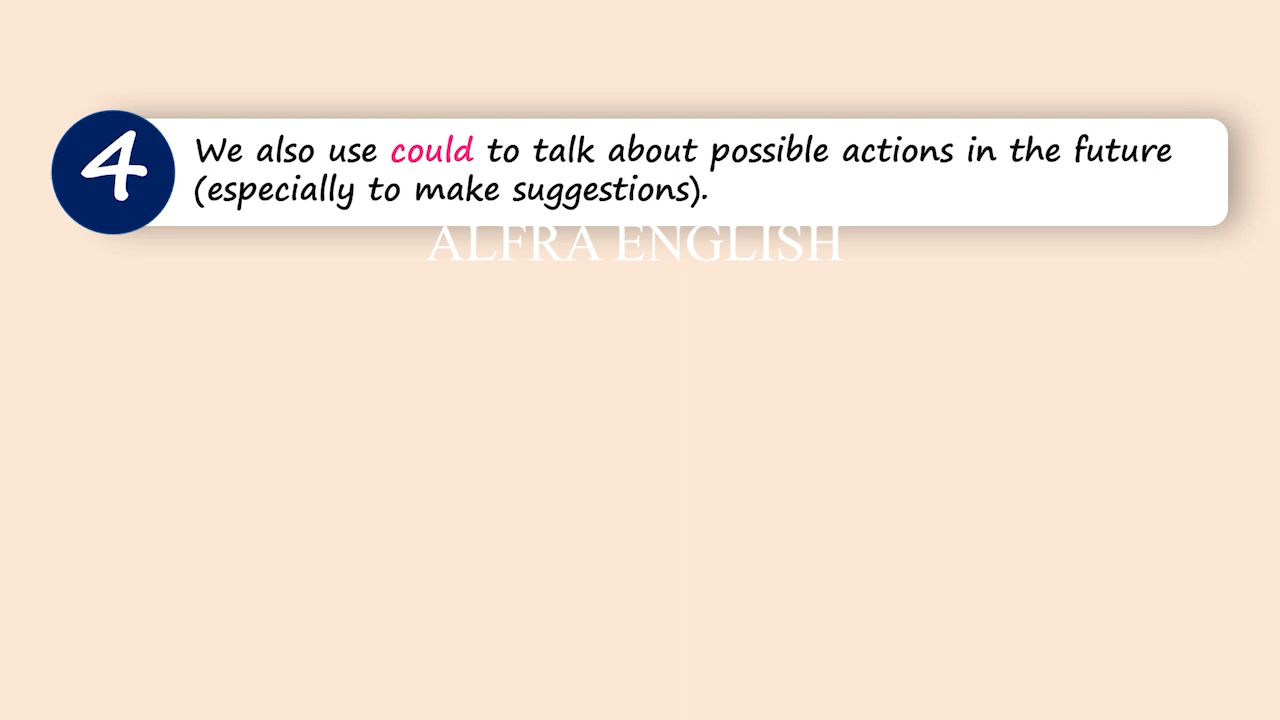 4
We also use could to talk about possible actions in the future
(especially to make suggestions).
ALFRA ENGLISH